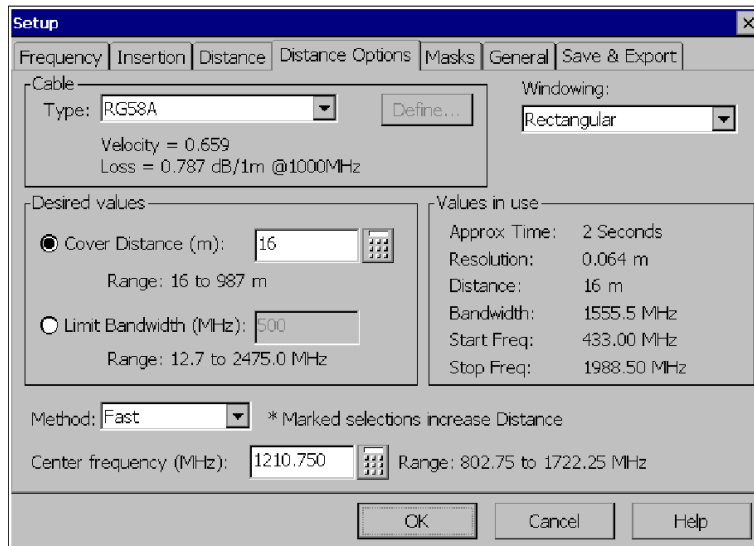 Setup
Frequency Insertion Distance Distance Options Masks General Save & Export
Cable
Type: RG58A Define...
Velocity = 0.659
Loss = 0.787 dB/1m @1000MHz
Windowing:
Rectangular
Desired values
Cover Distance (m): 16
Range: 16 to 987 m
Limit Bandwidth (MHz): 500
Range: 12.7 to 2475.0 MHz
Values in use
Approx Time: 2 Seconds
Resolution: 0.064 m
Distance: 16 m
Bandwidth: 1555.5 MHz
Start Freq: 433.00 MHz
Stop Freq: 1988.50 MHz
Method: Fast * Marked selections increase Distance
Center frequency (MHz): 1210.750 Range: 802.75 to 1722.25 MHz
OK Cancel Help